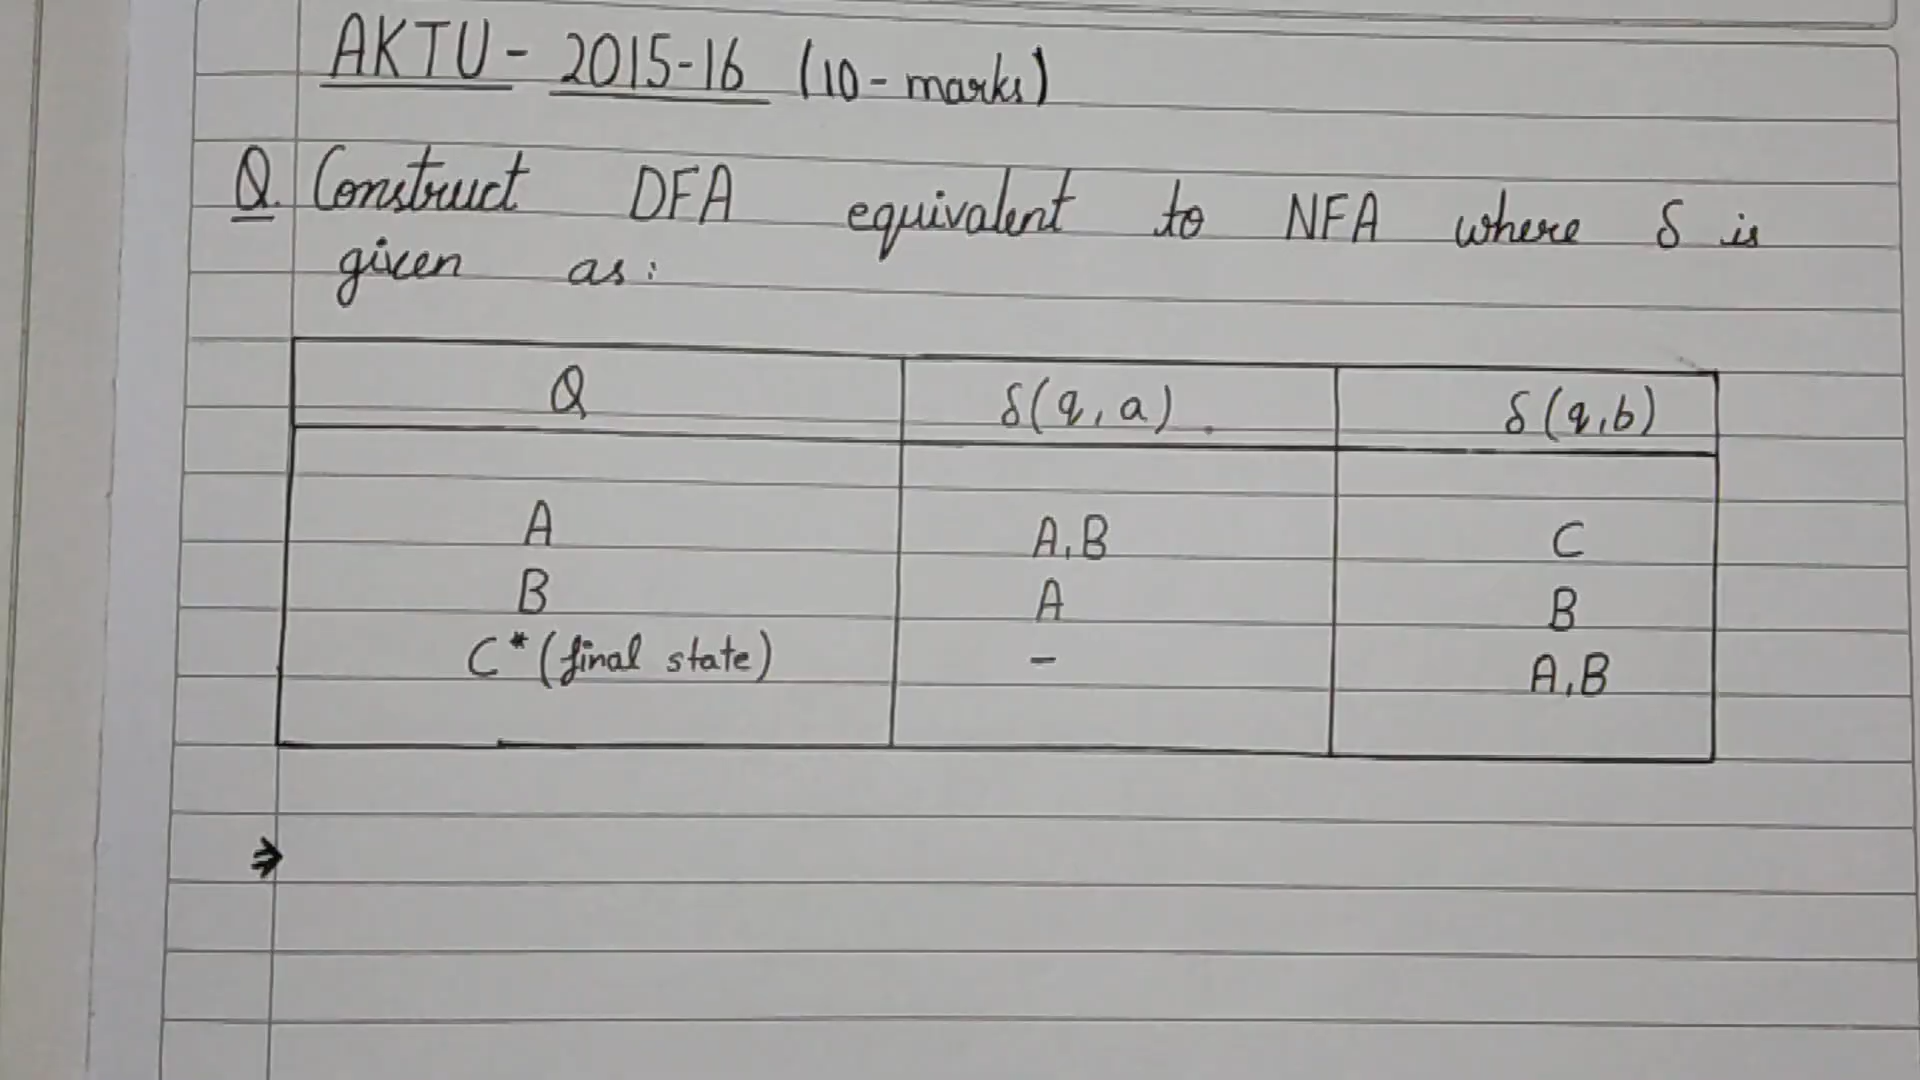 AKTU - 2015-16 (10-marks)
Q. Construct DFA equivalent to NFA where δ is
given as:
Q δ(q,a) δ(q,b)
A A,B C
B A B
C*(final state) - A,B
⇒